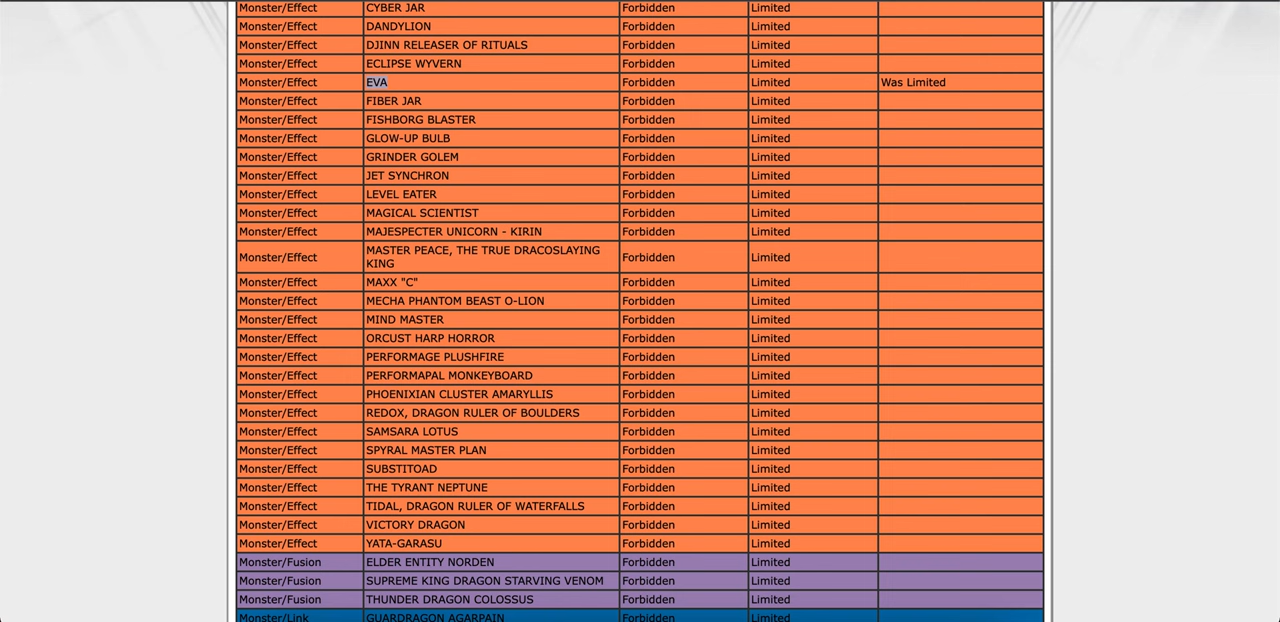 Monster/Effect CYBER JAR Forbidden Limited
Monster/Effect DANDYLION Forbidden Limited
Monster/Effect DJINN RELEASER OF RITUALS Forbidden Limited
Monster/Effect ECLIPSE WYVERN Forbidden Limited
Monster/Effect EVA Forbidden Limited Was Limited
Monster/Effect FIBER JAR Forbidden Limited
Monster/Effect FISHBORG BLASTER Forbidden Limited
Monster/Effect GLOW-UP BULB Forbidden Limited
Monster/Effect GRINDER GOLEM Forbidden Limited
Monster/Effect JET SYNCHRON Forbidden Limited
Monster/Effect LEVEL EATER Forbidden Limited
Monster/Effect MAGICAL SCIENTIST Forbidden Limited
Monster/Effect MAJESPECTER UNICORN - KIRIN Forbidden Limited
Monster/Effect MASTER PEACE, THE TRUE DRACOSLAYING
KING Forbidden Limited
Monster/Effect MAXX "C" Forbidden Limited
Monster/Effect MECHA PHANTOM BEAST O-LION Forbidden Limited
Monster/Effect MIND MASTER Forbidden Limited
Monster/Effect ORCUST HARP HORROR Forbidden Limited
Monster/Effect PERFORMAGE PLUSHFIRE Forbidden Limited
Monster/Effect PERFORMAPAL MONKEYBOARD Forbidden Limited
Monster/Effect PHOENIXIAN CLUSTER AMARYLLIS Forbidden Limited
Monster/Effect REDOX, DRAGON RULER OF BOULDERS Forbidden Limited
Monster/Effect SAMSARA LOTUS Forbidden Limited
Monster/Effect SPYRAL MASTER PLAN Forbidden Limited
Monster/Effect SUBSTITOAD Forbidden Limited
Monster/Effect THE TYRANT NEPTUNE Forbidden Limited
Monster/Effect TIDAL, DRAGON RULER OF WATERFALLS Forbidden Limited
Monster/Effect VICTORY DRAGON Forbidden Limited
Monster/Effect YATA-GARASU Forbidden Limited
Monster/Fusion ELDER ENTITY NORDEN Forbidden Limited
Monster/Fusion SUPREME KING DRAGON STARVING VENOM Forbidden Limited
Monster/Fusion THUNDER DRAGON COLOSSUS Forbidden Limited
Monster/Link GUARDRAGON AGARPAIN Forbidden Limited